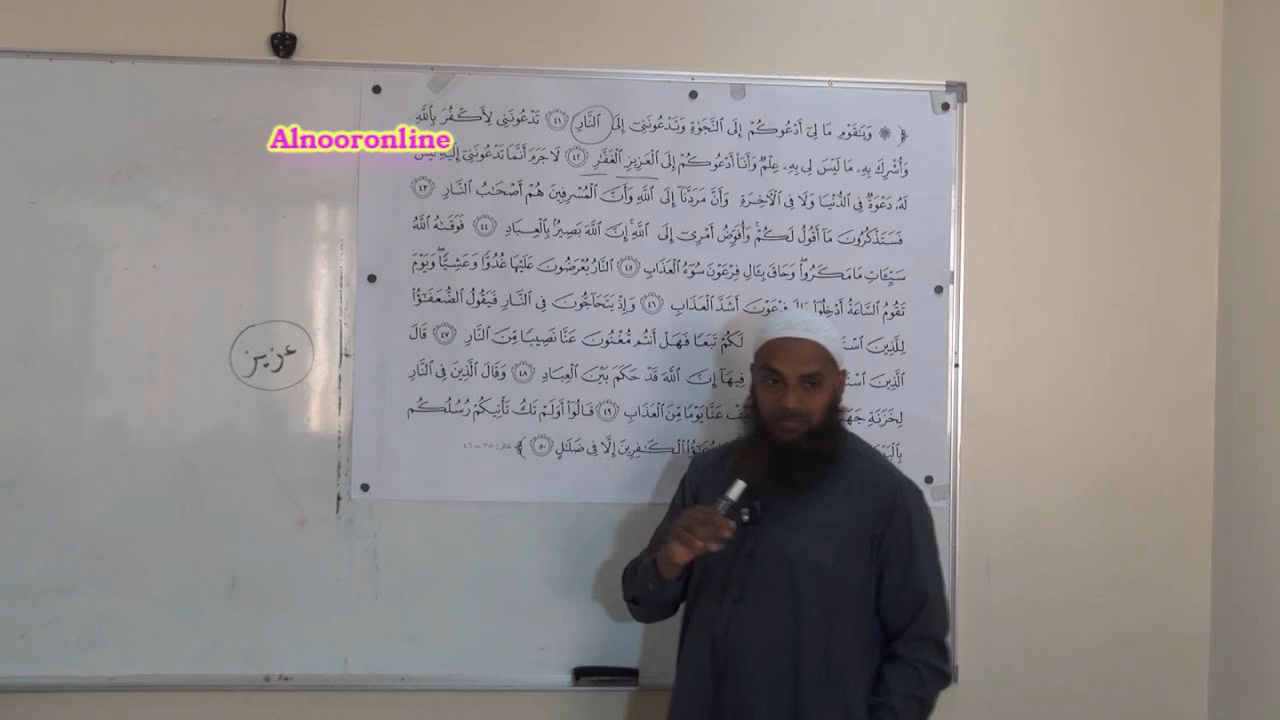 Alnooronline
﴿ ۞ وَيَٰقَوْمِ مَا لِىٓ أَدْعُوكُمْ إِلَى ٱلنَّجَوٰةِ وَتَدْعُونَنِىٓ إِلَى ٱلنَّارِ ٤١ تَدْعُونَنِى لِأَكْفُرَ بِٱللَّهِ
وَأُشْرِكَ بِهِۦ مَا لَيْسَ لِى بِهِۦ عِلْمٌ وَأَنَا۠ أَدْعُوكُمْ إِلَى ٱلْعَزِيزِ ٱلْغَفَّٰرِ ٤٢ لَا جَرَمَ أَنَّمَا تَدْعُونَنِىٓ إِلَيْهِ لَيْسَ
لَهُۥ دَعْوَةٌ فِى ٱلدُّنْيَا وَلَا فِى ٱلْءَاخِرَةِ وَأَنَّ مَرَدَّنَآ إِلَى ٱللَّهِ وَأَنَّ ٱلْمُسْرِفِينَ هُمْ أَصْحَٰبُ ٱلنَّارِ ٤٣
فَسَتَذْكُرُونَ مَآ أَقُولُ لَكُمْ ۚ وَأُفَوِّضُ أَمْرِىٓ إِلَى ٱللَّهِ ۚ إِنَّ ٱللَّهَ بَصِيرٌۢ بِٱلْعِبَادِ ٤٤ فَوَقَىٰهُ ٱللَّهُ
سَيِّـَٔاتِ مَا مَكَرُوا۟ ۖ وَحَاقَ بِـَٔالِ فِرْعَوْنَ سُوٓءُ ٱلْعَذَابِ ٤٥ ٱلنَّارُ يُعْرَضُونَ عَلَيْهَا غُدُوًّا وَعَشِيًّا ۖ وَيَوْمَ
تَقُومُ ٱلسَّاعَةُ أَدْخِلُوٓا۟ فِرْعَوْنَ أَشَدَّ ٱلْعَذَابِ ٤٦ وَإِذْ يَتَحَآجُّونَ فِى ٱلنَّارِ فَيَقُولُ ٱلضُّعَفَٰٓؤُا۟
لِلَّذِينَ لَكُمْ تَبَعًا فَهَلْ أَنتُم مُّغْنُونَ عَنَّا نَصِيبًا مِّنَ ٱلنَّارِ ٤٧ قَالَ
ٱلَّذِينَ فِيهَآ إِنَّ ٱللَّهَ قَدْ حَكَمَ بَيْنَ ٱلْعِبَادِ ٤٨ وَقَالَ ٱلَّذِينَ فِى ٱلنَّارِ
لِخَزَنَةِ عَنَّا يَوْمًا مِّنَ ٱلْعَذَابِ ٤٩ قَالُوٓا۟ أَوَلَمْ تَكُ تَأْتِيكُمْ رُسُلُكُم
ٱلْكَٰفِرِينَ إِلَّا فِى ضَلَٰلٍ ٥٠ ﴾
عزيز